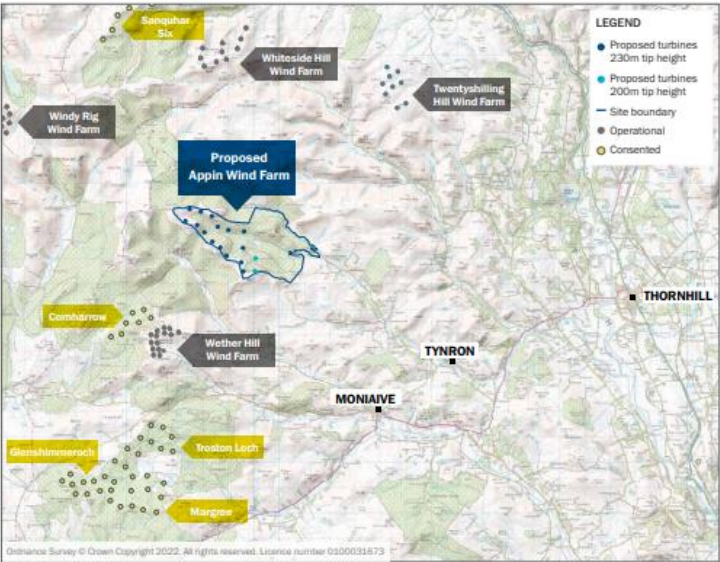 Sanquhar
Six
Whiteside Hill
Wind Farm
Twentyshilling
Hill Wind Farm
Windy Rig
Wind Farm
LEGEND
Proposed turbines
230m tip height
Proposed turbines
200m tip height
Site boundary
Operational
Consented
Proposed
Appin Wind Farm
THORNHILL
Cornharrow
Wether Hill
Wind Farm
TYNRON
MONIAIVE
Glenshimmeroch
Troston Loch
Margree
Ordnance Survey © Crown Copyright 2022. All rights reserved. Licence number 0100031673